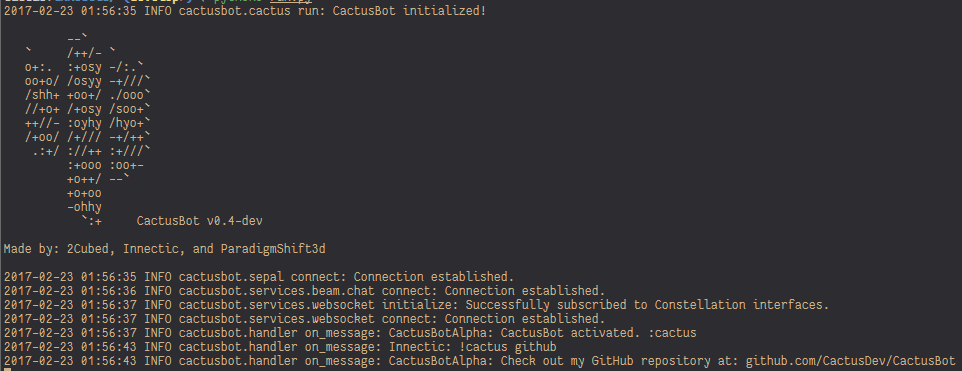 2017-02-23 01:56:35 INFO cactusbot.cactus run: CactusBot initialized!
--`
`     /++/- `
o+:.  :+osy -/:.`
oo+o/ /osyy -+///`
/shh+ +oo+/ ./ooo`
//+o+ /+osy /soo+`
++//- :oyhy /hyo+`
/+oo/ /+/// -+/++`
.:+/ ://++ :+///`
:+ooo :oo+-
+o++/ --`
+o+oo
-ohhy
`:+     CactusBot v0.4-dev
Made by: 2Cubed, Innectic, and ParadigmShift3d
2017-02-23 01:56:35 INFO cactusbot.sepal connect: Connection established.
2017-02-23 01:56:36 INFO cactusbot.services.beam.chat connect: Connection established.
2017-02-23 01:56:37 INFO cactusbot.services.websocket initialize: Successfully subscribed to Constellation interfaces.
2017-02-23 01:56:37 INFO cactusbot.services.websocket connect: Connection established.
2017-02-23 01:56:37 INFO cactusbot.handler on_message: CactusBotAlpha: CactusBot activated. :cactus
2017-02-23 01:56:43 INFO cactusbot.handler on_message: Innectic: !cactus github
2017-02-23 01:56:43 INFO cactusbot.handler on_message: CactusBotAlpha: Check out my GitHub repository at: github.com/CactusDev/CactusBot